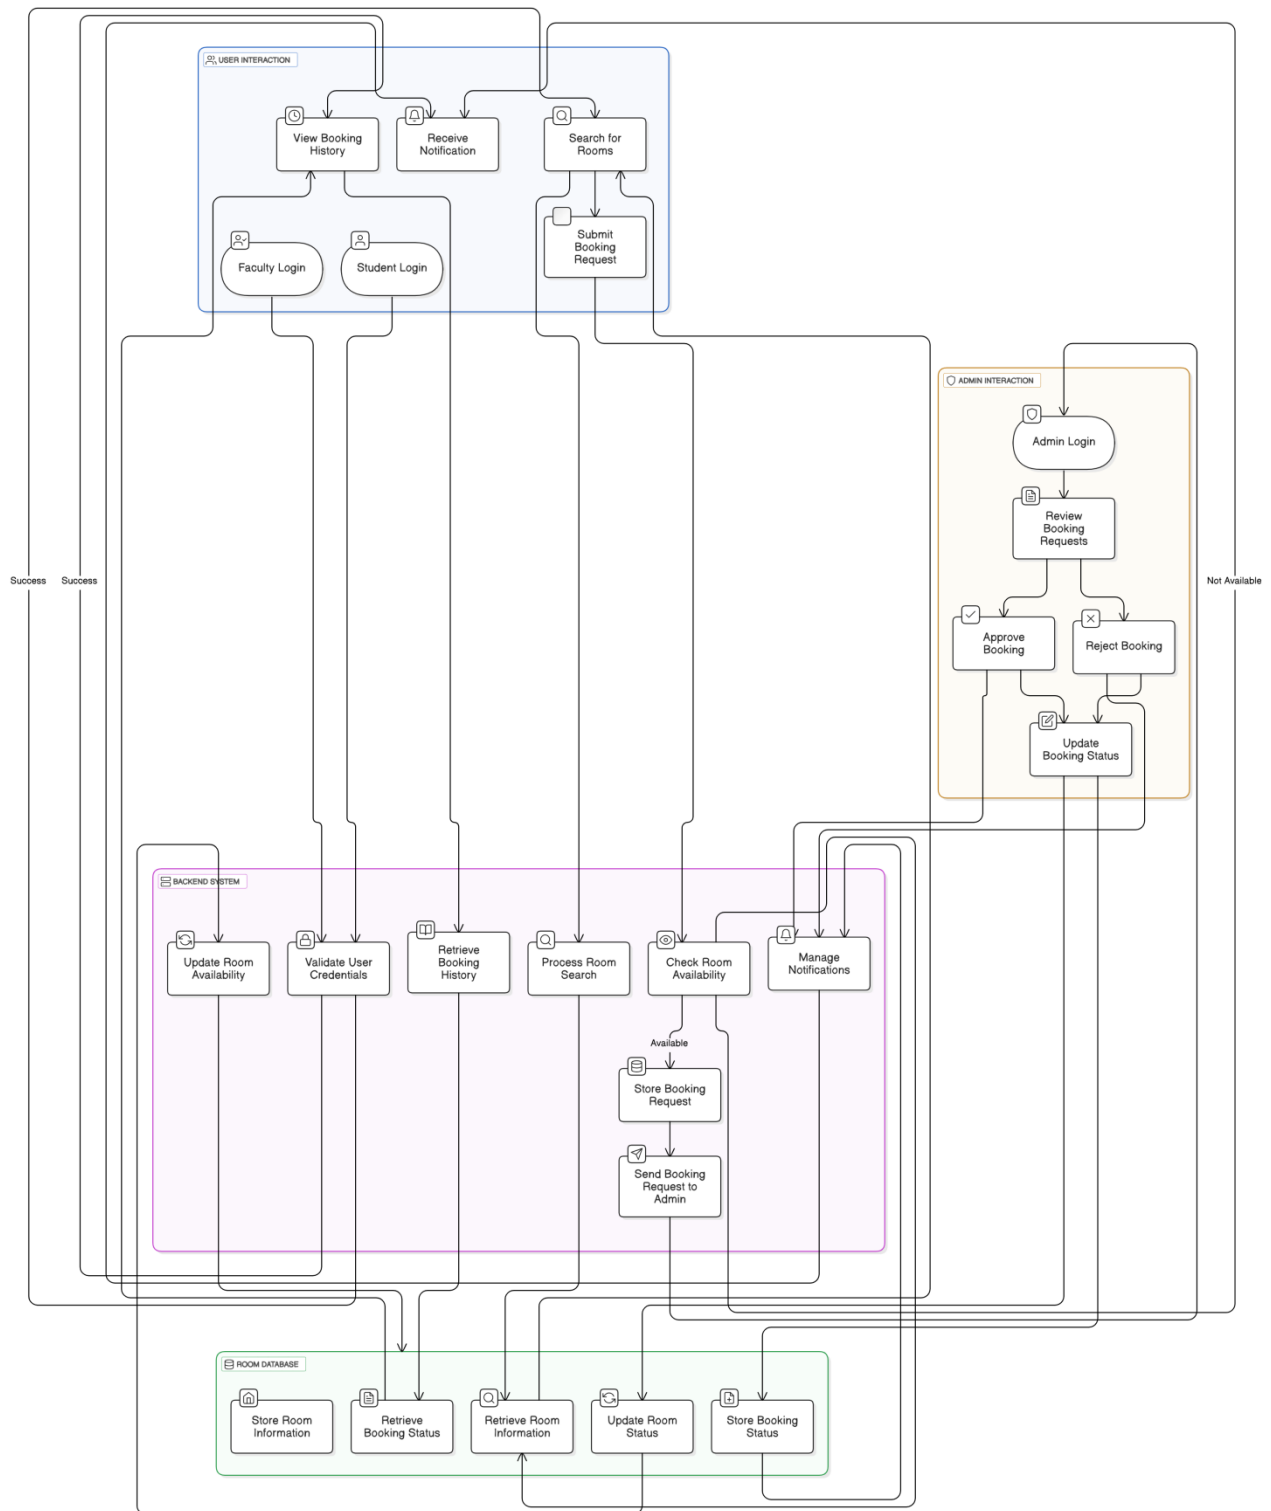 USER INTERACTION
View Booking
History
Receive
Notification
Search for
Rooms
Submit
Booking
Request
Faculty Login
Student Login
ADMIN INTERACTION
Admin Login
Review
Booking
Requests
Success
Success
Not Available
Approve
Booking
Reject Booking
Update
Booking Status
BACKEND SYSTEM
Update Room
Availability
Validate User
Credentials
Retrieve
Booking
History
Process Room
Search
Check Room
Availability
Manage
Notifications
Available
Store Booking
Request
Send Booking
Request to
Admin
ROOM DATABASE
Store Room
Information
Retrieve
Booking Status
Retrieve Room
Information
Update Room
Status
Store Booking
Status